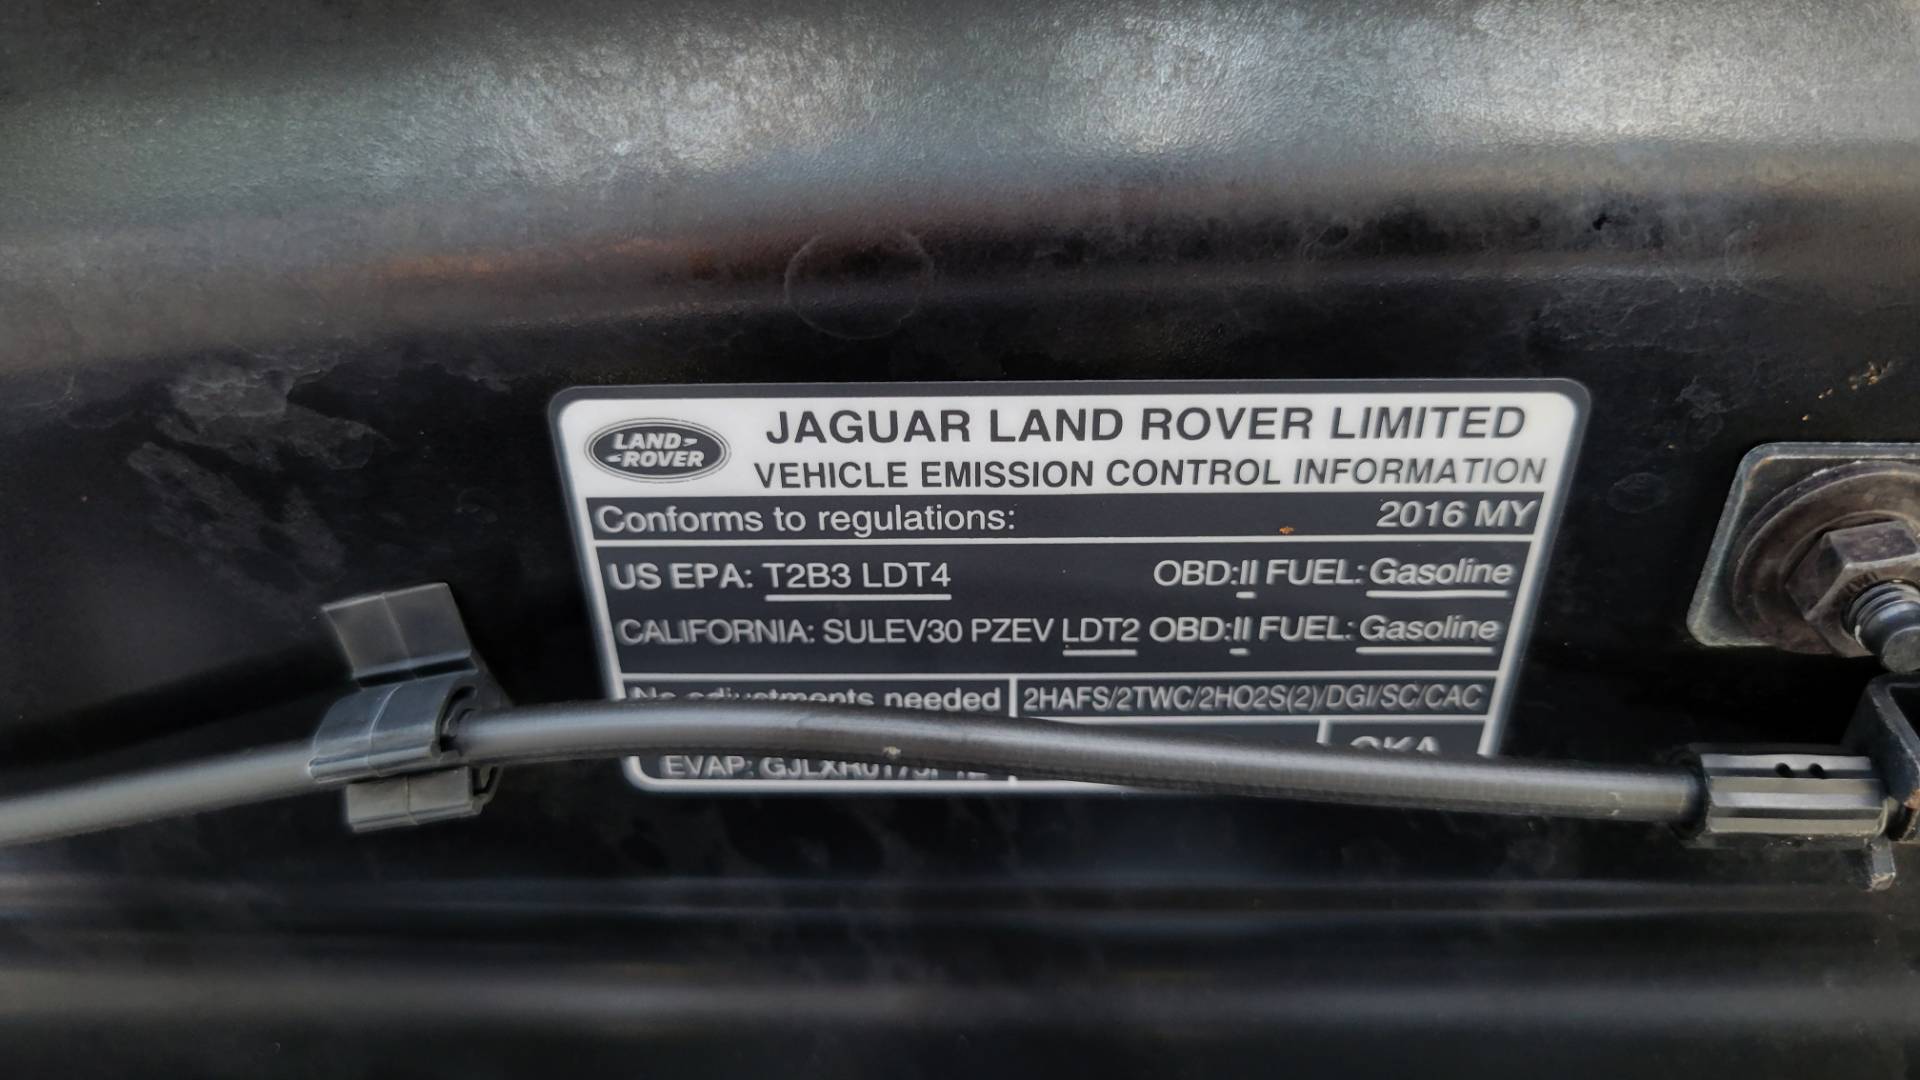 LAND-
-ROVER
JAGUAR LAND ROVER LIMITED
VEHICLE EMISSION CONTROL INFORMATION
Conforms to regulations: 2016 MY
US EPA: T2B3 LDT4 OBD:II FUEL: Gasoline
CALIFORNIA: SULEV30 PZEV LDT2 OBD:II FUEL: Gasoline
No adjustments needed 2HAFS/2TWC/2HO2S(2)/DGI/SC/CAC
EVAP: